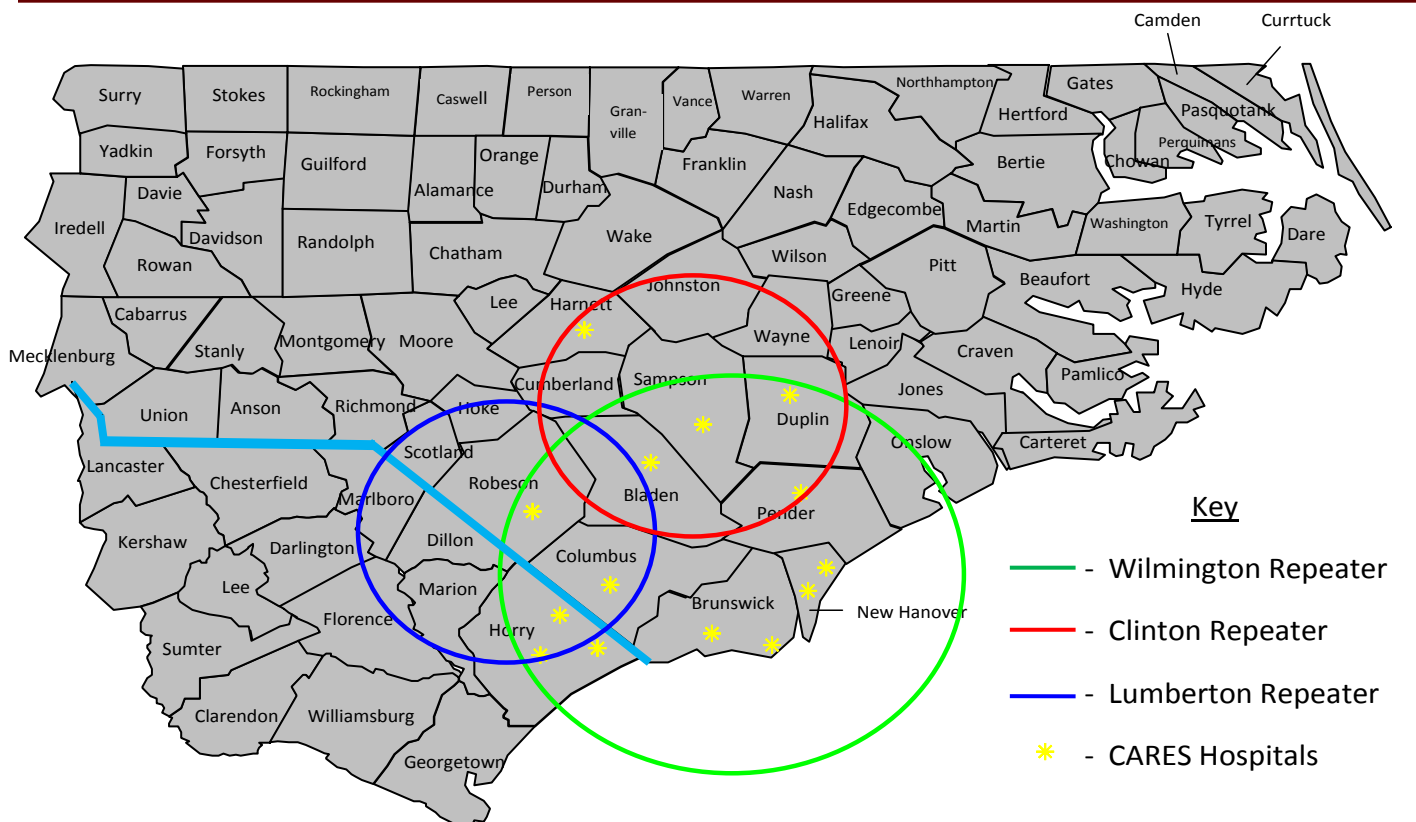 Camden
Currtuck
Surry
Stokes
Rockingham
Caswell
Person
Gran-
ville
Vance
Warren
Northhampton
Halifax
Hertford
Gates
Pasquotank
Perquimans
Chowan
Bertie
Yadkin
Forsyth
Guilford
Alamance
Orange
Durham
Franklin
Nash
Edgecombe
Martin
Washington
Tyrrel
Dare
Iredell
Davie
Davidson
Rowan
Randolph
Chatham
Wake
Wilson
Pitt
Beaufort
Hyde
Cabarrus
Mecklenburg
Stanly
Montgomery
Moore
Lee
Harnett
Johnston
Wayne
Greene
Lenoir
Craven
Pamlico
Jones
Carteret
Union
Anson
Richmond
Hoke
Cumberland
Sampson
Duplin
Onslow
Scotland
Robeson
Bladen
Pender
Lancaster
Chesterfield
Marlboro
Dillon
Columbus
Kershaw
Darlington
Lee
Marion
Florence
Horry
Brunswick
New Hanover
Sumter
Clarendon
Williamsburg
Georgetown
Key
- Wilmington Repeater
- Clinton Repeater
- Lumberton Repeater
- CARES Hospitals